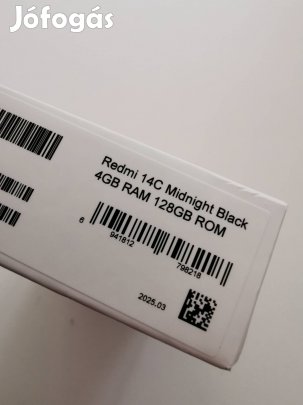 Jófogás
Redmi 14C Midnight Black
4GB RAM 128GB ROM
6 941812 798218
2025.03